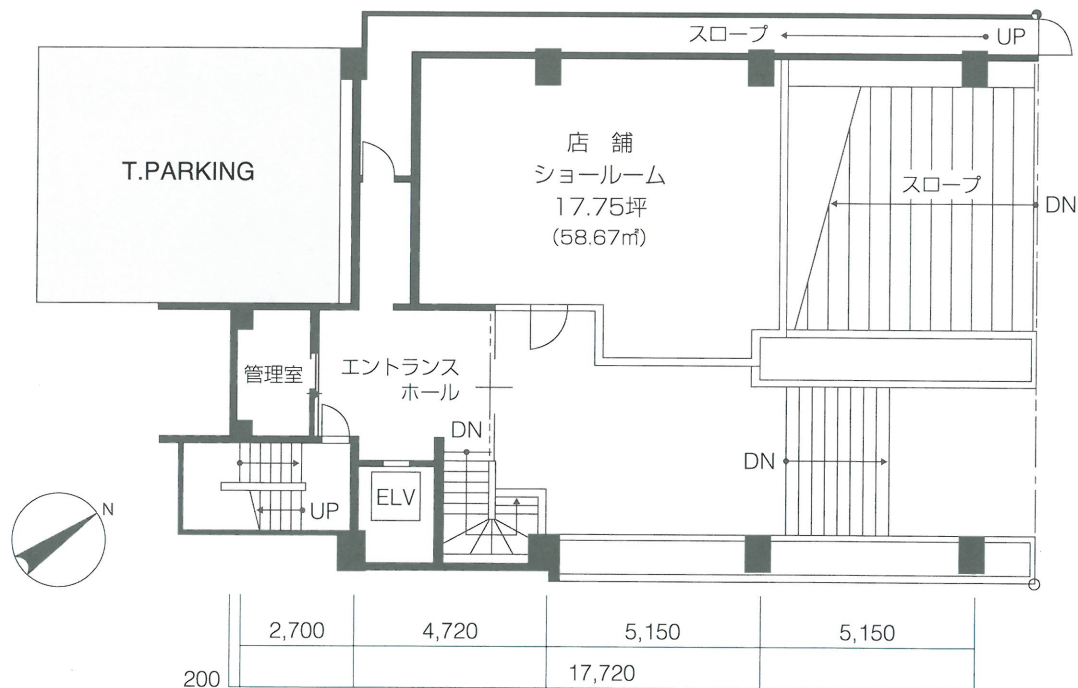 スロープ
UP
T.PARKING
店 舗
ショールーム
17.75坪
(58.67㎡)
スロープ
DN
管理室
エントランス
ホール
DN
DN
ELV
UP
N
2,700
4,720
5,150
5,150
200
17,720